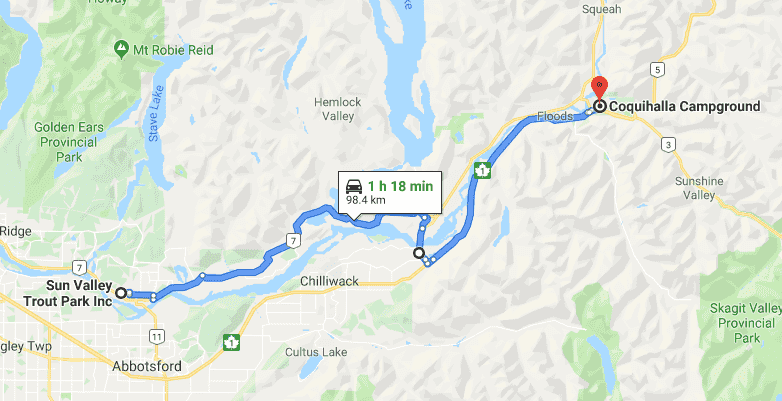 Howay
Squeah
Mt Robie Reid
Stave Lake
5
Hemlock
Valley
Coquihalla Campground
Floods
Golden Ears
Provincial
Park
3
1
1 h 18 min
98.4 km
Sunshine
Valley
Ridge
7
7
Sun Valley
Trout Park Inc
Chilliwack
Skagit Valley
Provincial
Park
11
1
gley Twp
Abbotsford
Cultus Lake